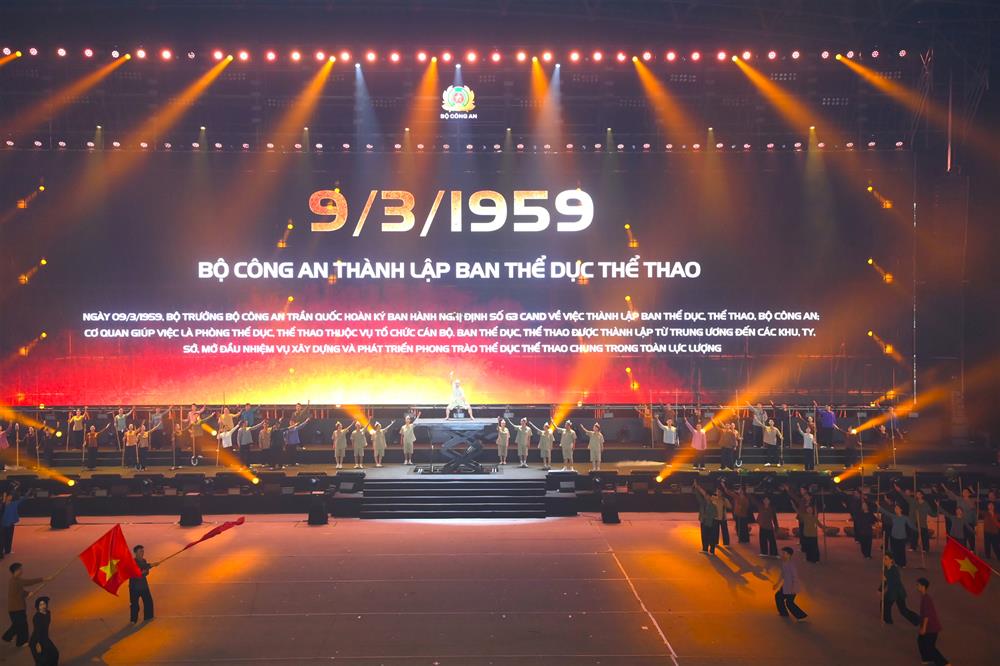 BỘ CÔNG AN
9/3/1959
BỘ CÔNG AN THÀNH LẬP BAN THỂ DỤC THỂ THAO
NGÀY 09/3/1959, BỘ TRƯỞNG BỘ CÔNG AN TRẦN QUỐC HOÀN KÝ BAN HÀNH NGHỊ ĐỊNH SỐ 63 CAND VỀ VIỆC THÀNH LẬP BAN THỂ DỤC, THỂ THAO, BỘ CÔNG AN;
CƠ QUAN GIÚP VIỆC LÀ PHÒNG THỂ DỤC, THỂ THAO THUỘC VỤ TỔ CHỨC CÁN BỘ. BAN THỂ DỤC, THỂ THAO ĐƯỢC THÀNH LẬP TỪ TRUNG ƯƠNG ĐẾN CÁC KHU, TY,
SỞ, MỞ ĐẦU NHIỆM VỤ XÂY DỰNG VÀ PHÁT TRIỂN PHONG TRÀO THỂ DỤC THỂ THAO CHUNG TRONG TOÀN LỰC LƯỢNG